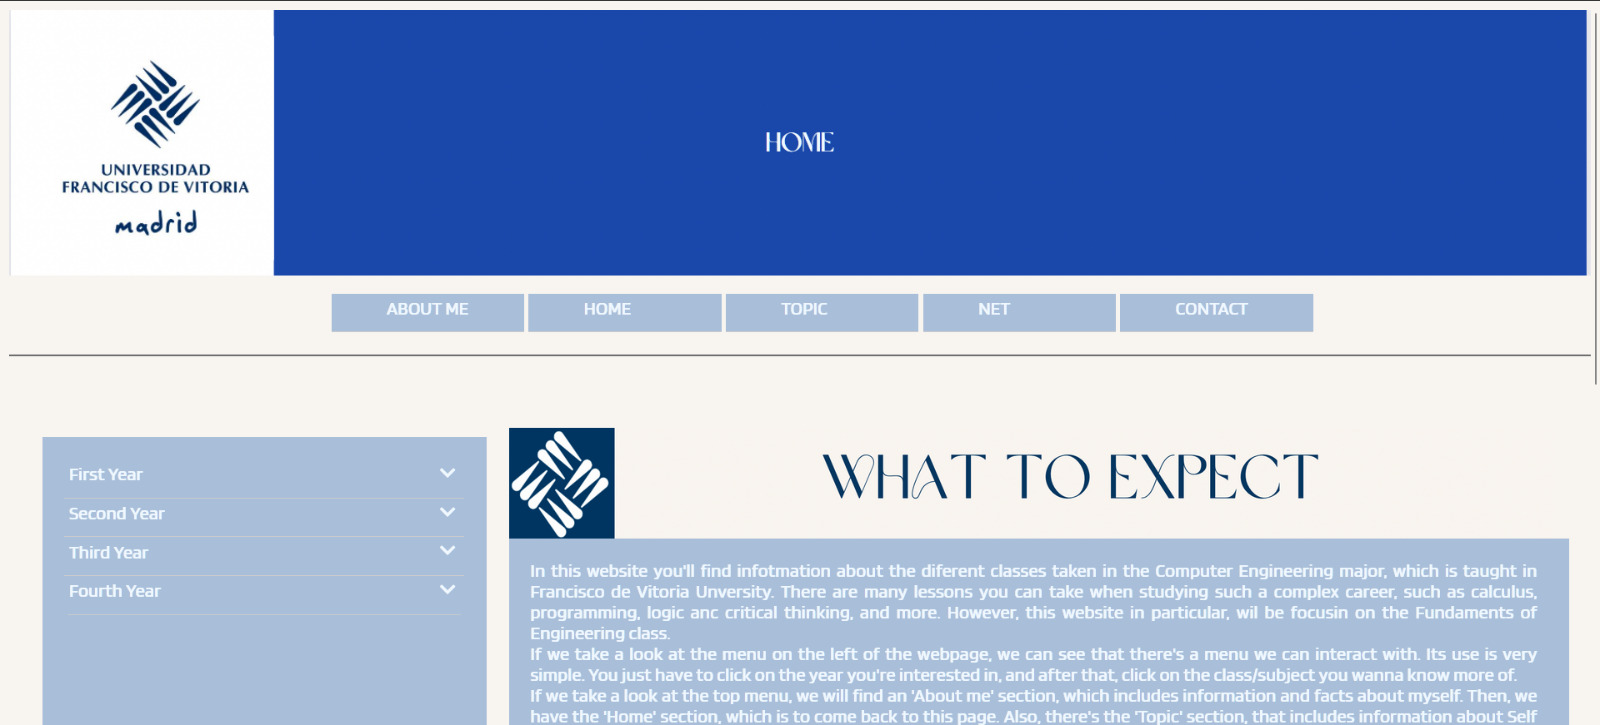 UNIVERSIDAD
FRANCISCO DE VITORIA
madrid
HOME
ABOUT ME
HOME
TOPIC
NET
CONTACT
First Year
Second Year
Third Year
Fourth Year
WHAT TO EXPECT
In this website you'll find infotmation about the diferent classes taken in the Computer Engineering major, which is taught in
Francisco de Vitoria Unversity. There are many lessons you can take when studying such a complex career, such as calculus,
programming, logic anc critical thinking, and more. However, this website in particular, wil be focusin on the Fundaments of
Engineering class.
If we take a look at the menu on the left of the webpage, we can see that there's a menu we can interact with. Its use is very
simple. You just have to click on the year you're interested in, and after that, click on the class/subject you wanna know more of.
If we take a look at the top menu, we will find an 'About me' section, which includes information and facts about myself. Then, we
have the 'Home' section, which is to come back to this page. Also, there's the 'Topic' section, that includes information about Self